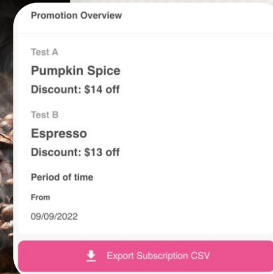 Promotion Overview
Test A
Pumpkin Spice
Discount: $14 off
Test B
Espresso
Discount: $13 off
Period of time
From
09/09/2022
Export Subscription CSV